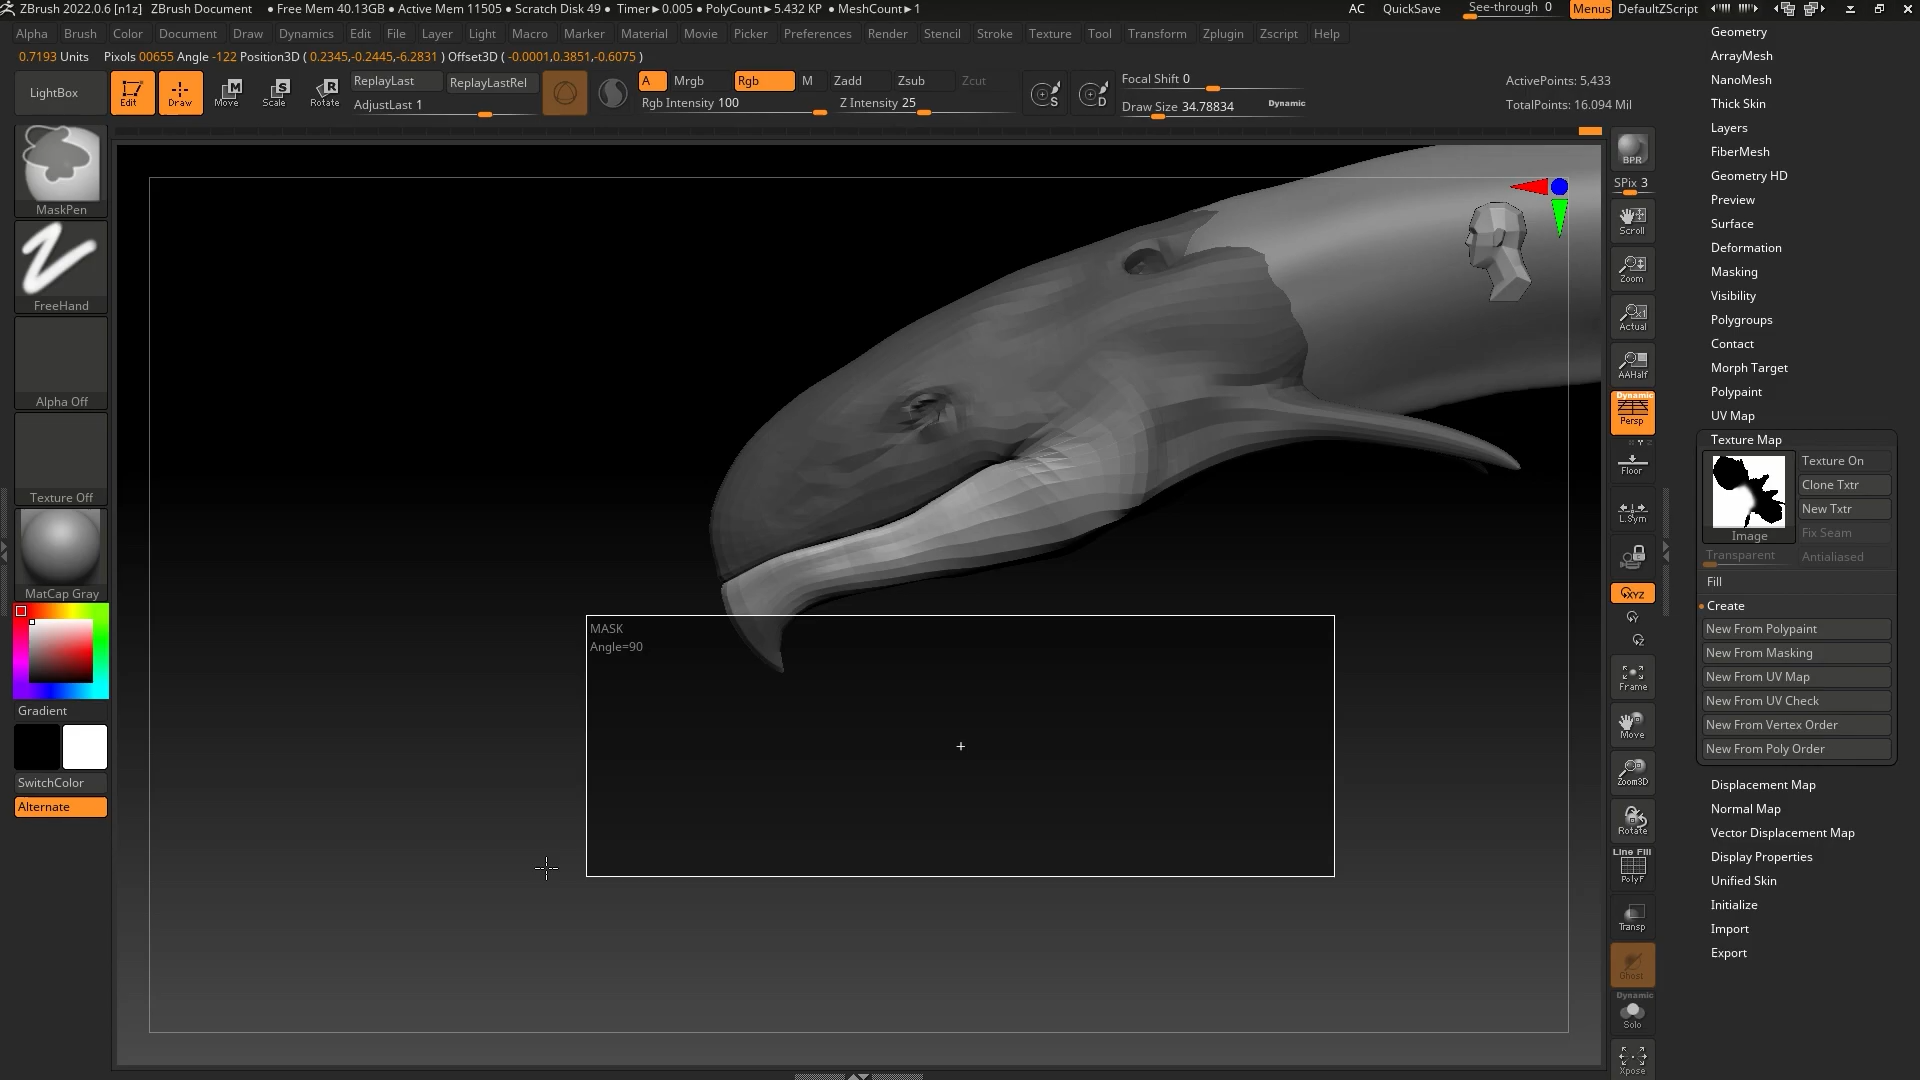 ZBrush 2022.0.6 [n1z] ZBrush Document • Free Mem 40.13GB • Active Mem 11505 • Scratch Disk 49 • Timer►0.005 • PolyCount►5.432 KP • MeshCount►1 AC QuickSave See-through 0 Menus DefaultZScript
Alpha Brush Color Document Draw Dynamics Edit File Layer Light Macro Marker Material Movie Picker Preferences Render Stencil Stroke Texture Tool Transform Zplugin Zscript Help
0.7193 Units Pixels 00655 Angle -122 Position3D ( 0.2345,-0.2445,-6.2831 ) Offset3D ( -0.0001,0.3851,-0.6075 )
LightBox
Edit
Draw
Move
Scale
Rotate
ReplayLast
ReplayLastRel
AdjustLast 1
A
Mrgb
Rgb
M
Zadd
Zsub
Zcut
Rgb Intensity 100
Z Intensity 25
S
D
Focal Shift 0
Draw Size 34.78834
Dynamic
ActivePoints: 5,433
TotalPoints: 16.094 Mil
MaskPen
FreeHand
Alpha Off
Texture Off
MatCap Gray
Gradient
SwitchColor
Alternate
MASK
Angle=90
BPR
SPix 3
Scroll
Zoom
Actual
AAHalf
Dynamic
Persp
Floor
L.Sym
XYZ
Y
Z
Frame
Move
Zoom3D
Rotate
Line Fill
PolyF
Transp
Ghost
Dynamic
Solo
Xpose
Geometry
ArrayMesh
NanoMesh
Thick Skin
Layers
FiberMesh
Geometry HD
Preview
Surface
Deformation
Masking
Visibility
Polygroups
Contact
Morph Target
Polypaint
UV Map
Texture Map
Texture On
Clone Txtr
New Txtr
Image
Fix Seam
Transparent
Antialiased
Fill
Create
New From Polypaint
New From Masking
New From UV Map
New From UV Check
New From Vertex Order
New From Poly Order
Displacement Map
Normal Map
Vector Displacement Map
Display Properties
Unified Skin
Initialize
Import
Export